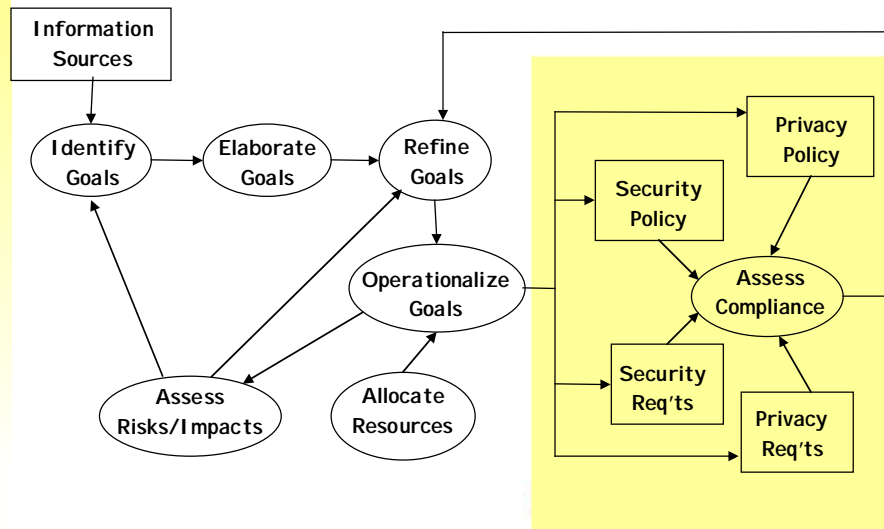 Information
Sources
Identify
Goals
Elaborate
Goals
Refine
Goals
Privacy
Policy
Security
Policy
Operationalize
Goals
Assess
Compliance
Assess
Risks/Impacts
Allocate
Resources
Security
Req'ts
Privacy
Req'ts